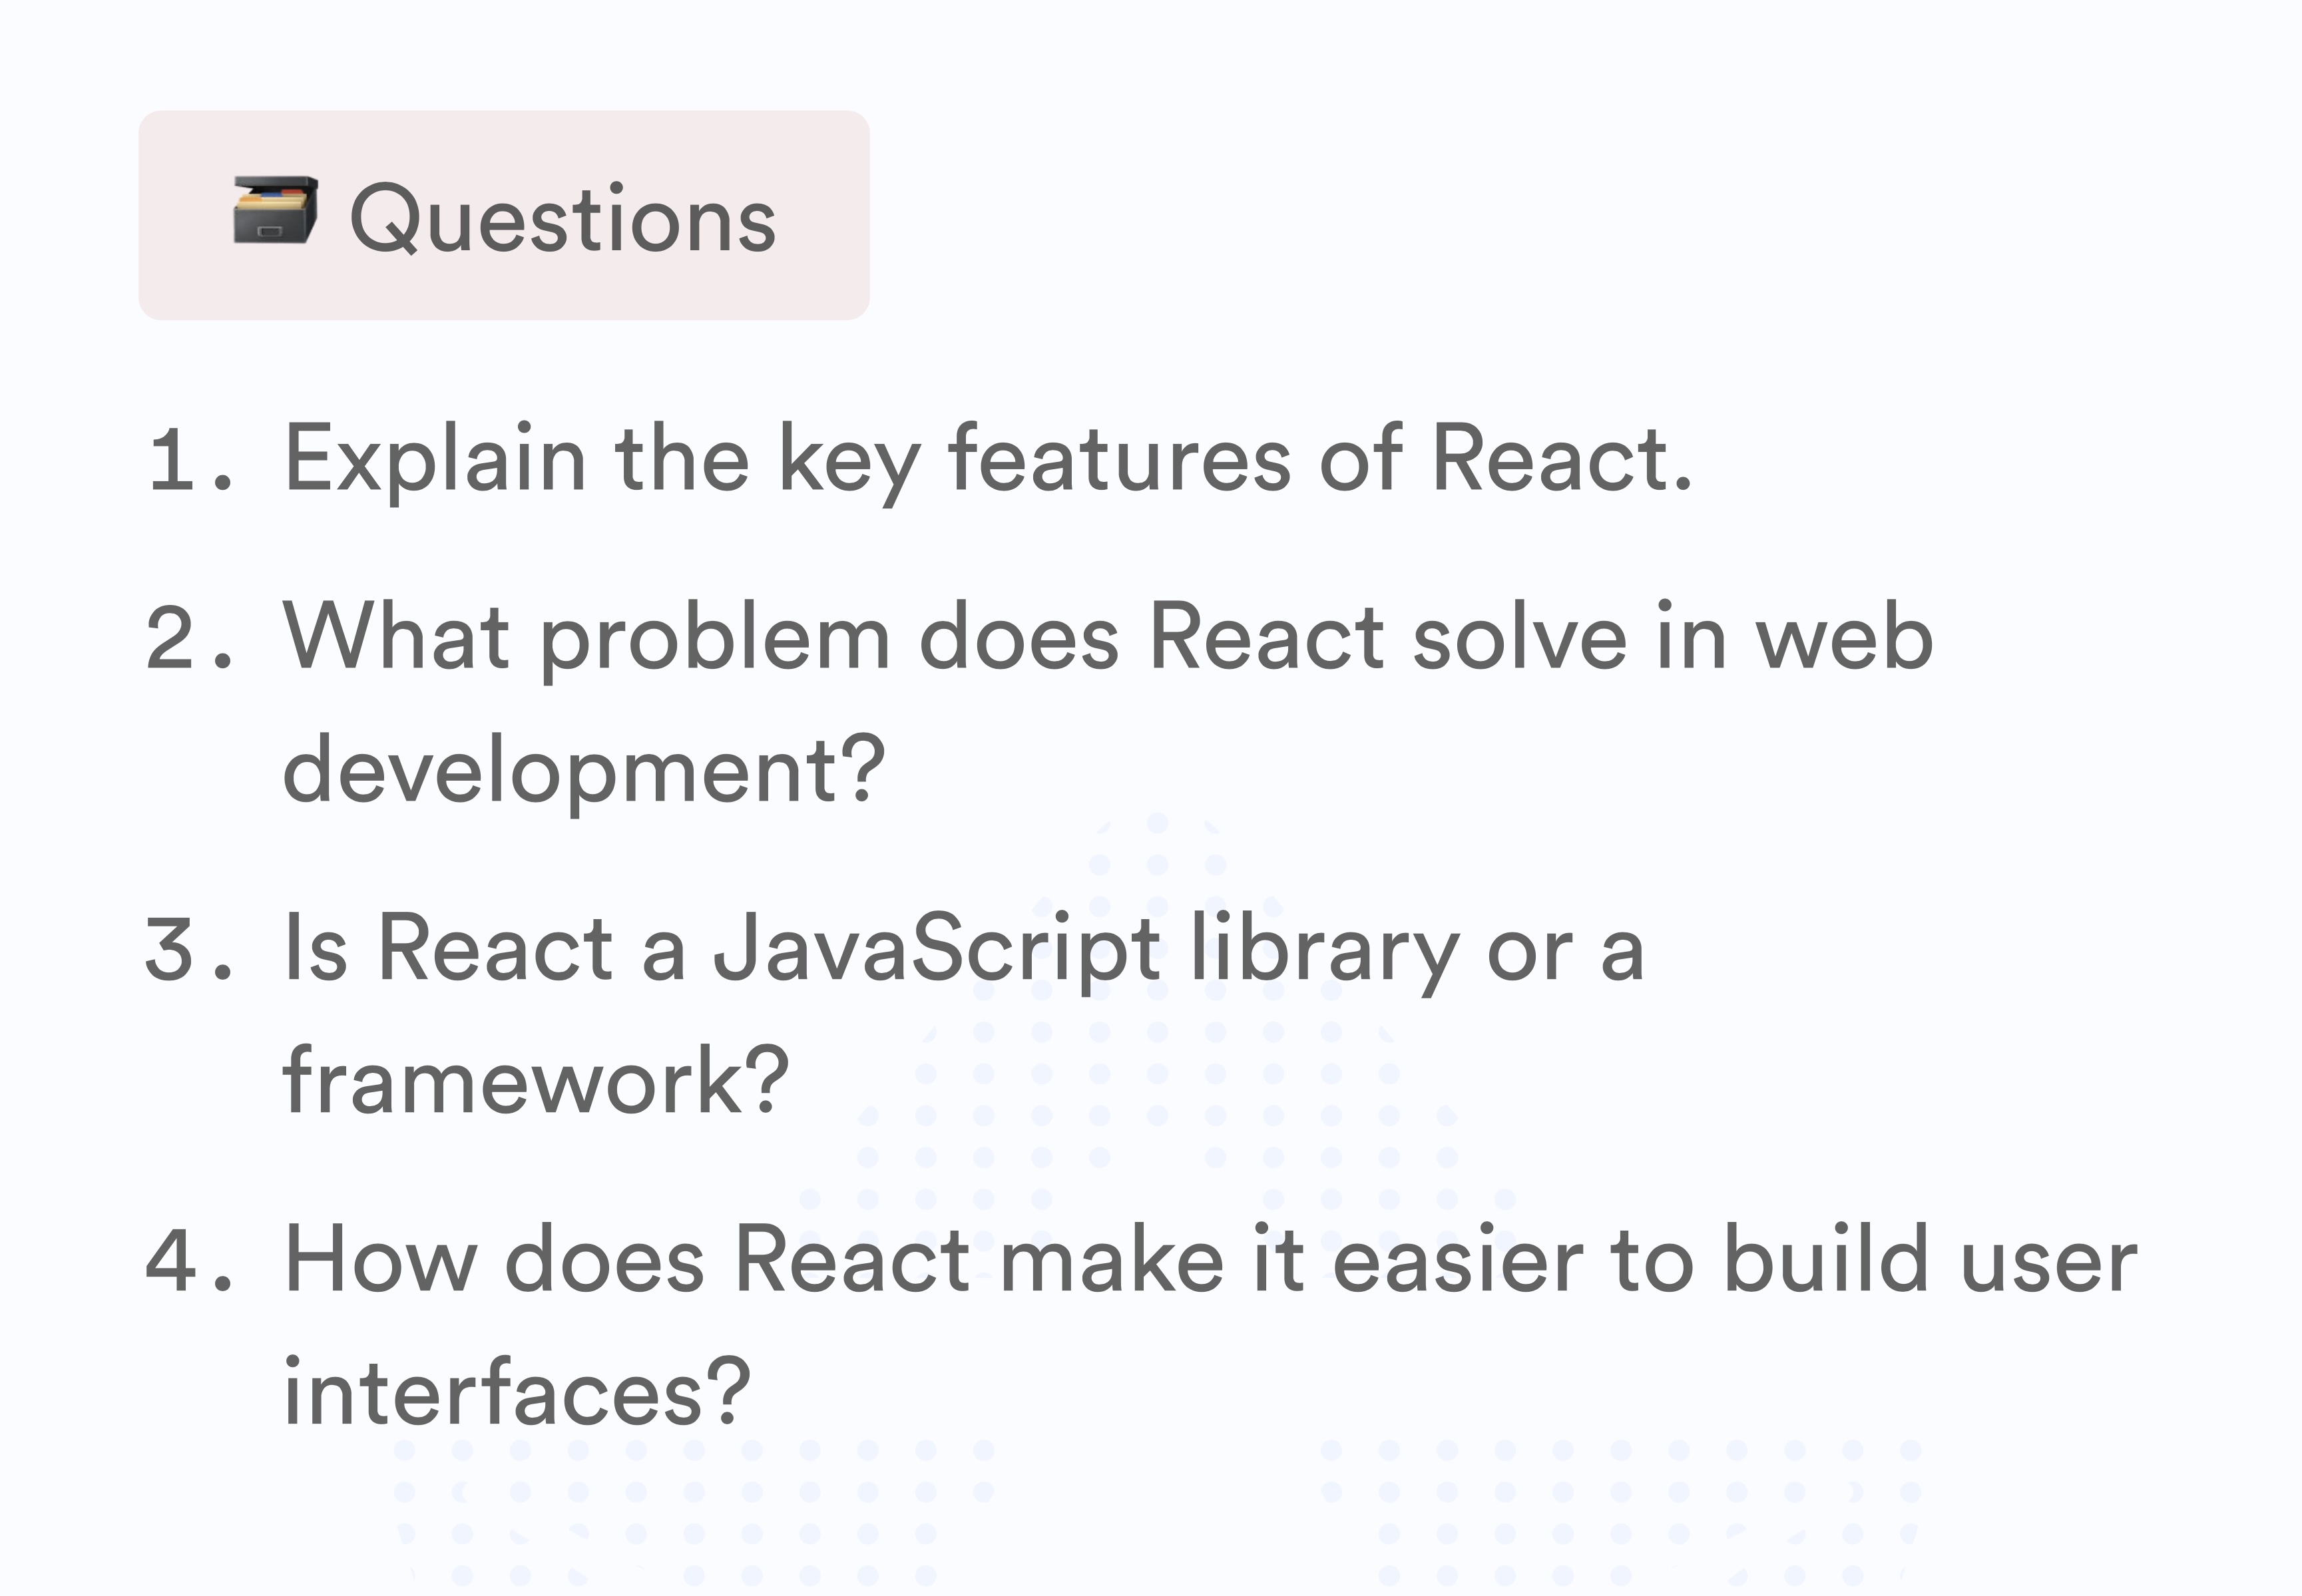 Questions
1. Explain the key features of React.
2. What problem does React solve in web
development?
3. Is React a JavaScript library or a
framework?
4. How does React make it easier to build user
interfaces?